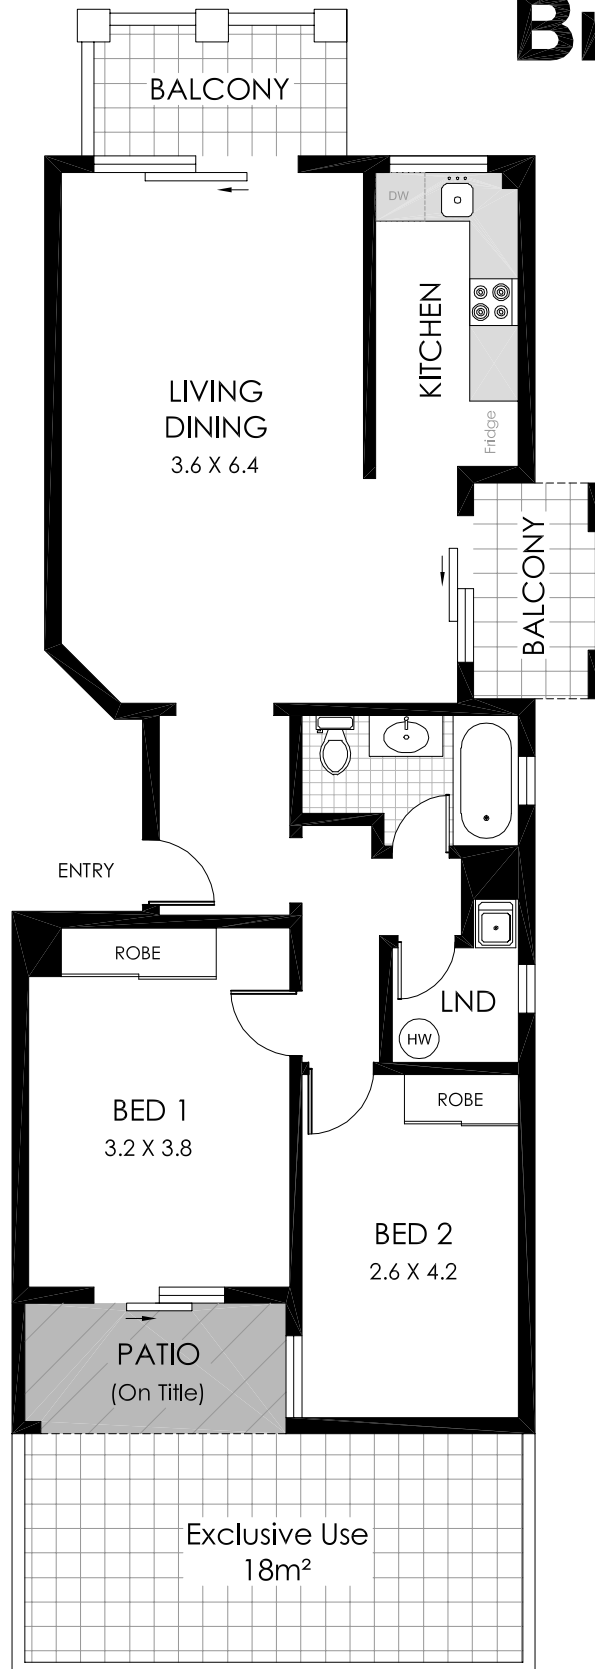 BALCONY
DW
KITCHEN
LIVING
DINING
3.6 X 6.4
Fridge
BALCONY
ENTRY
ROBE
LND
HW
BED 1
3.2 X 3.8
ROBE
BED 2
2.6 X 4.2
PATIO
(On Title)
Exclusive Use
18m²